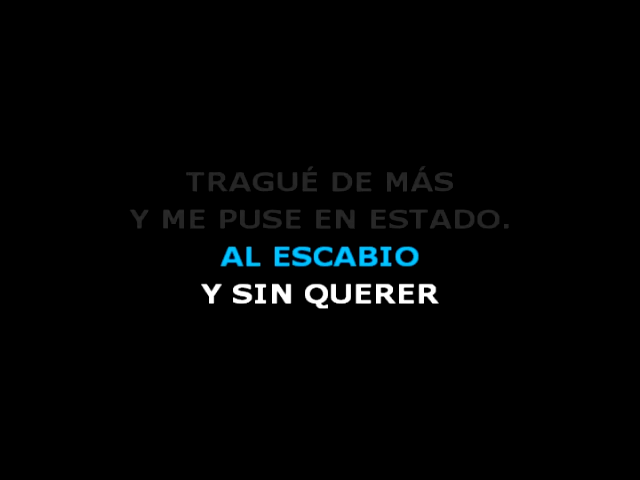 TRAGUÉ DE MÁS
Y ME PUSE EN ESTADO.
AL ESCABIO
Y SIN QUERER